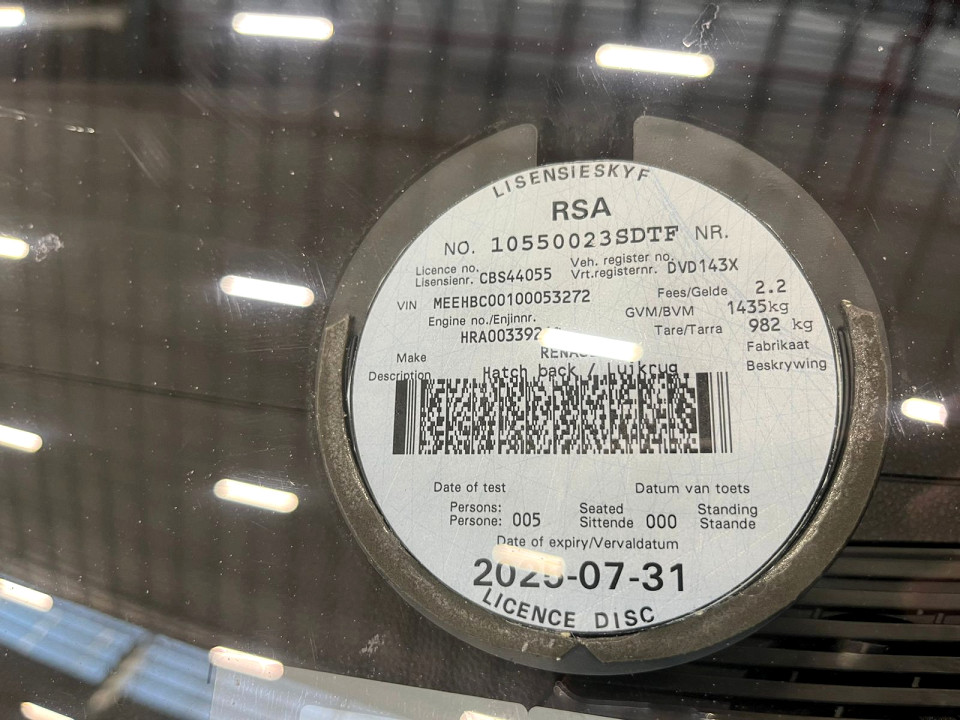 LISENSIESKYF
RSA
NO. 10550023SDTF NR.
Licence no. Veh. register no.
Lisensienr. CBS44055 Vrt.registernr. DVD143X
VIN MEEHBC00100053272 Fees/Gelde 2.2
GVM/BVM 1435kg
Engine no./Enjinnr. Tare/Tarra 982 kg
Make Fabrikaat
Description Hatch back / Luikrug Beskrywing
Date of test Datum van toets
Persons: Seated Standing
Persone: 005 Sittende 000 Staande
Date of expiry/Vervaldatum
LICENCE DISC